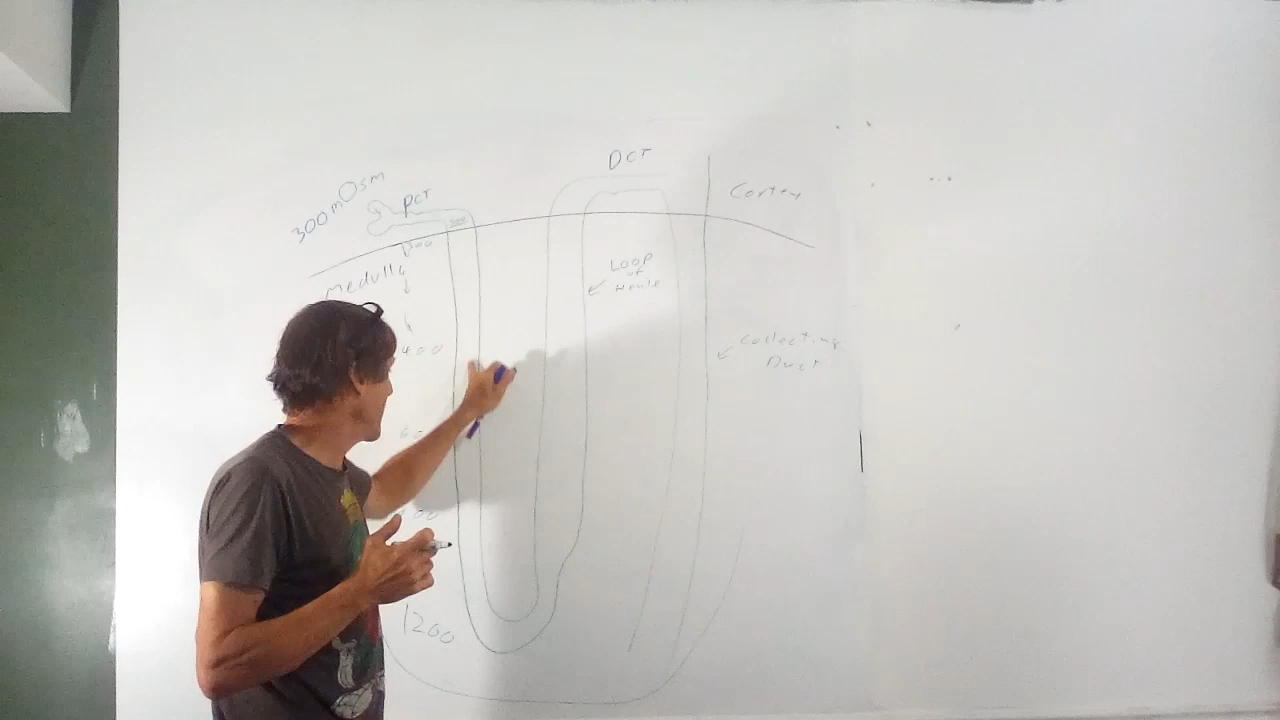 DCT
300 mOsm
PCT
Cortex
300
300
Medulla
Loop
of
Henle
400
Collecting
Duct
1200